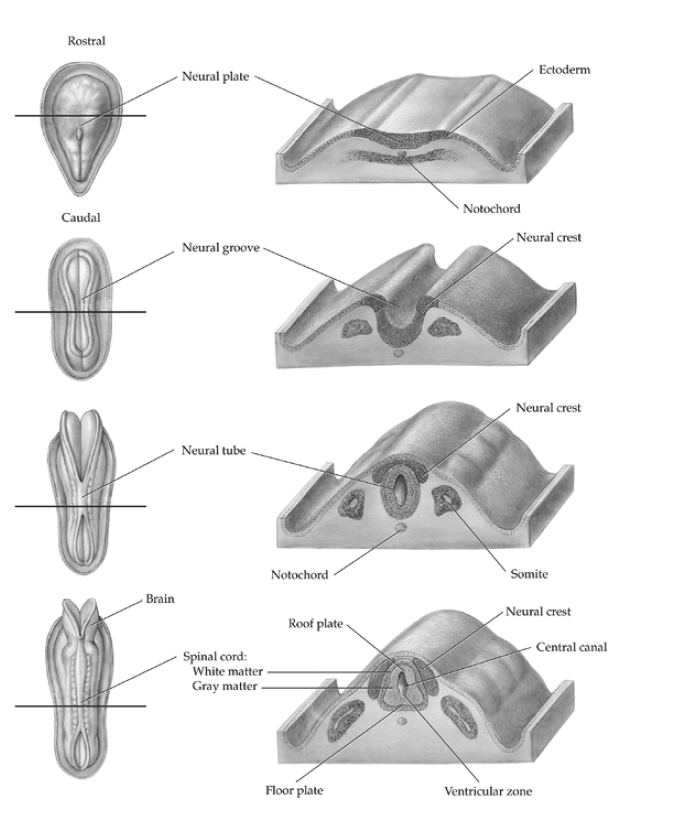 Rostral
Neural plate
Ectoderm
Notochord
Caudal
Neural groove
Neural crest
Neural crest
Neural tube
Notochord
Somite
Brain
Neural crest
Roof plate
Central canal
Spinal cord:
White matter
Gray matter
Floor plate
Ventricular zone